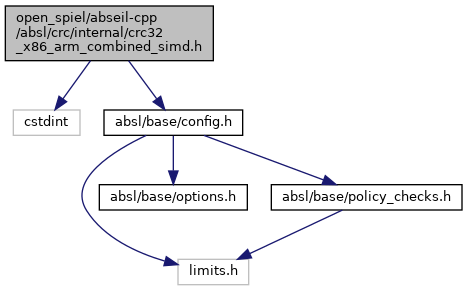 open_spiel/abseil-cpp
/absl/crc/internal/crc32
_x86_arm_combined_simd.h
cstdint
absl/base/config.h
absl/base/options.h
absl/base/policy_checks.h
limits.h